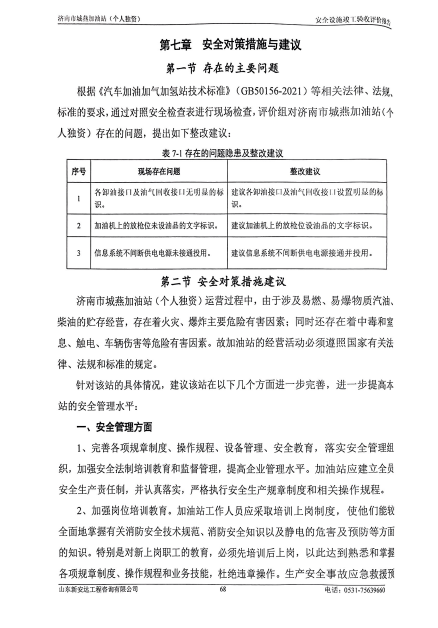 济南市城燕加油站（个人独资）　安全设施竣工验收评价报告
第七章　安全对策措施与建议
第一节 存在的主要问题
根据《汽车加油加气加氢站技术标准》（GB50156-2021）等相关法律、法规、
标准的要求，通过对照安全检查表进行现场检查，评价组对济南市城燕加油站（个
人独资）存在的问题，提出如下整改建议：
表 7-1 存在的问题隐患及整改建议
序号　现场存在问题　整改建议
1　各卸油接口及油气回收接口无明显的标识。　建议各卸油接口及油气回收接口设置明显的标识。
2　加油机上的放枪位未设油品的文字标识。　建议加油机上的放枪位设油品的文字标识。
3　信息系统不间断供电电源未接通投用。　建议信息系统不间断供电电源接通并投用。
第二节 安全对策措施建议
济南市城燕加油站（个人独资）运营过程中，由于涉及易燃、易爆物质汽油、
柴油的贮存经营，存在着火灾、爆炸主要危险有害因素；同时还存在着中毒和窒
息、触电、车辆伤害等危险有害因素。故加油站的经营活动必须遵照国家有关法
律、法规和标准的规定。
针对该站的具体情况，建议该站在以下几个方面进一步完善，进一步提高本
站的安全管理水平：
一、安全管理方面
1、完善各项规章制度、操作规程、设备管理、安全教育，落实安全管理组
织，加强安全法制培训教育和监督管理，提高企业管理水平。加油站应建立全员
安全生产责任制，并认真落实，严格执行安全生产规章制度和相关操作规程。
2、加强岗位培训教育。加油站工作人员应采取培训上岗制度，使他们能较
全面地掌握有关消防安全技术规范、消防安全知识以及静电的危害及预防等方面
的知识。特别是对新上岗职工的教育，必须先培训后上岗，以此达到熟悉和掌握
各项规章制度、操作规程和业务技能，杜绝违章操作。生产安全事故应急救援预
山东新安达工程咨询有限公司　68　电话：0531-75639660